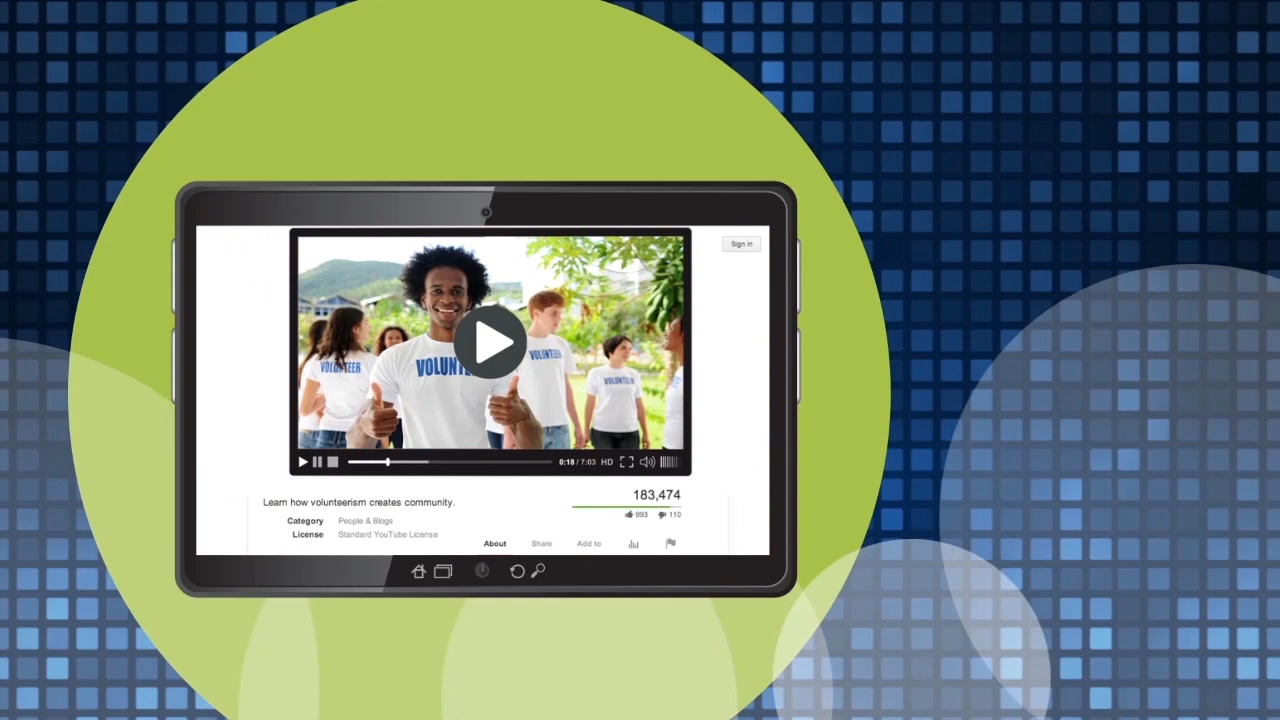 Sign in
VOLUNTEER
VOLUNTE
VOLUNTEER
VOLUNTEER
0:18 / 7:03 HD
183,474
Learn how volunteerism creates community.
993 110
Category People & Blogs
License Standard YouTube License
About Share Add to